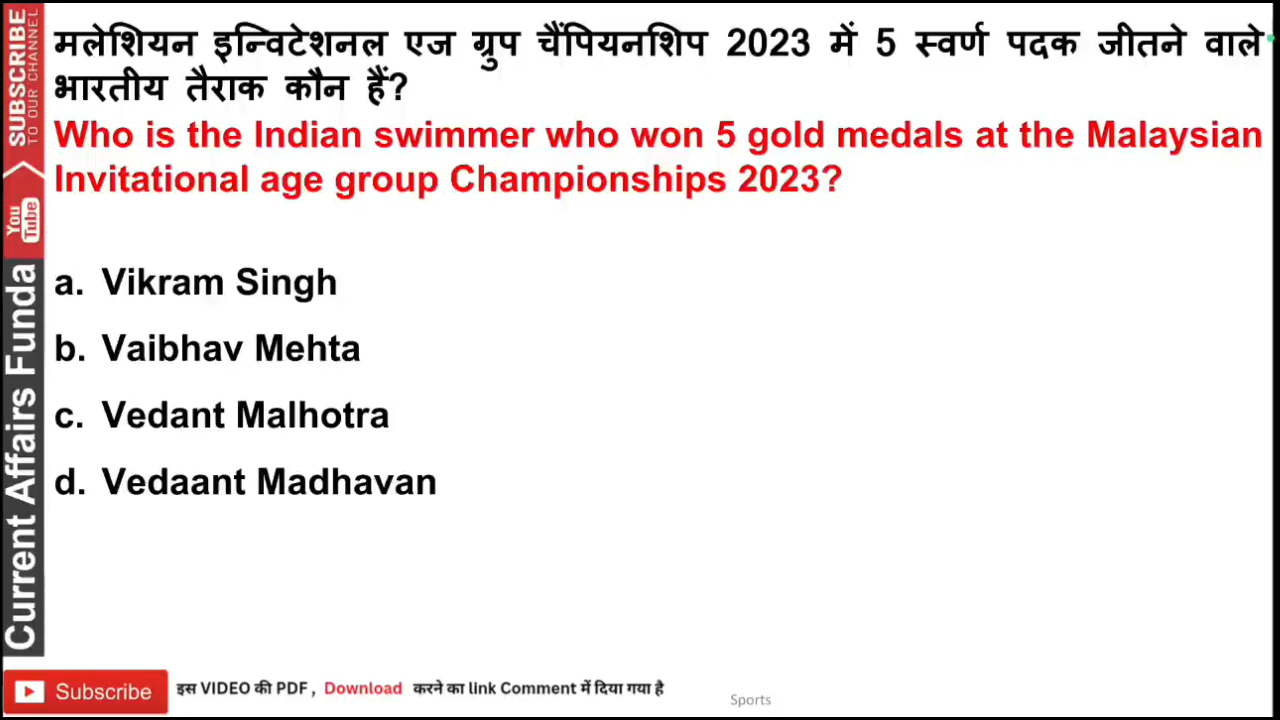 मलेशियन इन्विटेशनल एज ग्रुप चैंपियनशिप 2023 में 5 स्वर्ण पदक जीतने वाले
भारतीय तैराक कौन हैं?
Who is the Indian swimmer who won 5 gold medals at the Malaysian
Invitational age group Championships 2023?
a. Vikram Singh
b. Vaibhav Mehta
c. Vedant Malhotra
d. Vedaant Madhavan
SUBSCRIBE
TO OUR CHANNEL
You
Tube
Current Affairs Funda
Subscribe
इस VIDEO की PDF , Download करने का link Comment में दिया गया है
Sports